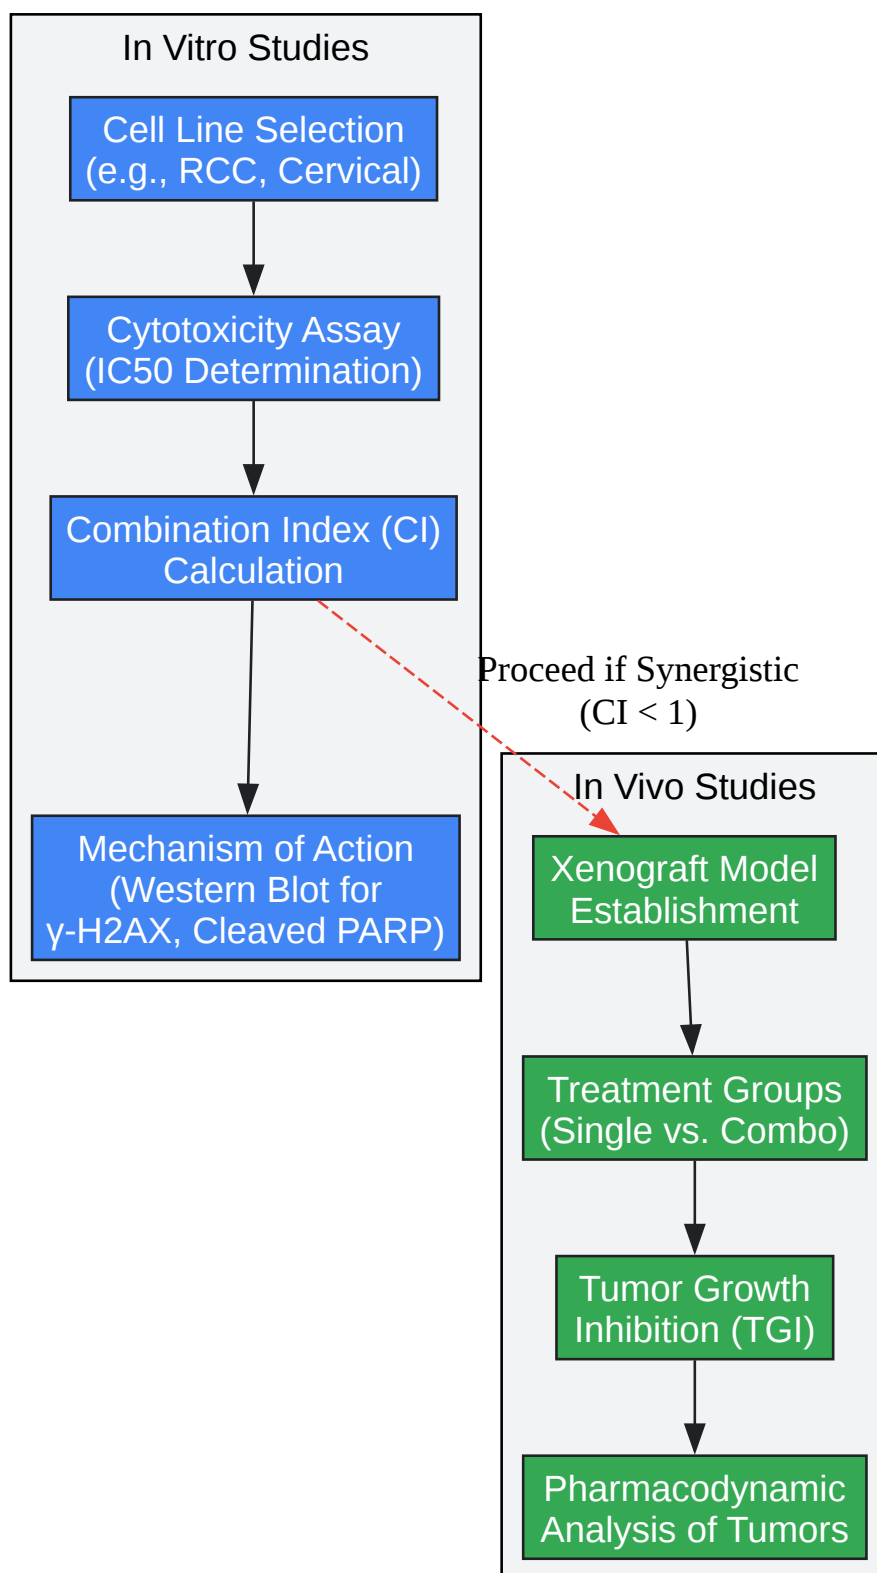 In Vitro Studies
Cell Line Selection
(e.g., RCC, Cervical)
Cytotoxicity Assay
(IC50 Determination)
Combination Index (CI)
Calculation
Proceed if Synergistic
(CI < 1)
Mechanism of Action
(Western Blot for
γ-H2AX, Cleaved PARP)
In Vivo Studies
Xenograft Model
Establishment
Treatment Groups
(Single vs. Combo)
Tumor Growth
Inhibition (TGI)
Pharmacodynamic
Analysis of Tumors